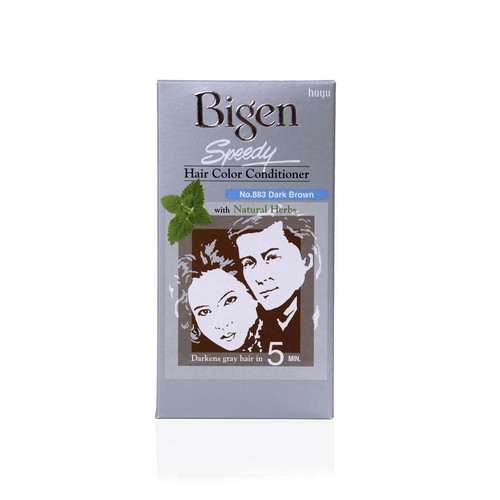 hoyu
Bigen
Speedy
Hair Color Conditioner
No.883 Dark Brown
with Natural Herbs
Darkens gray hair in 5 MIN.